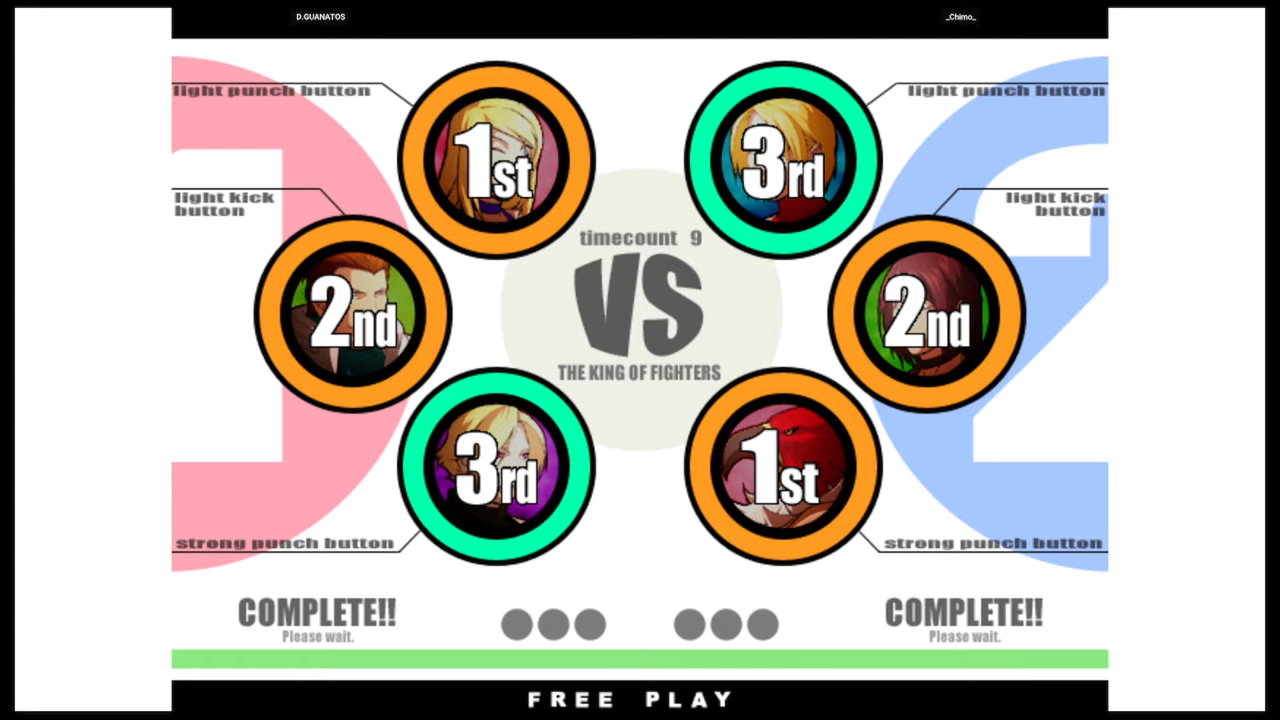 D.GUANATOS
_Chimo_
light punch button
1st
3rd
light punch button
light kick
button
light kick
button
timecount 9
2nd
VS
2nd
THE KING OF FIGHTERS
3rd
1st
strong punch button
strong punch button
COMPLETE!!
Please wait.
COMPLETE!!
Please wait.
FREE PLAY